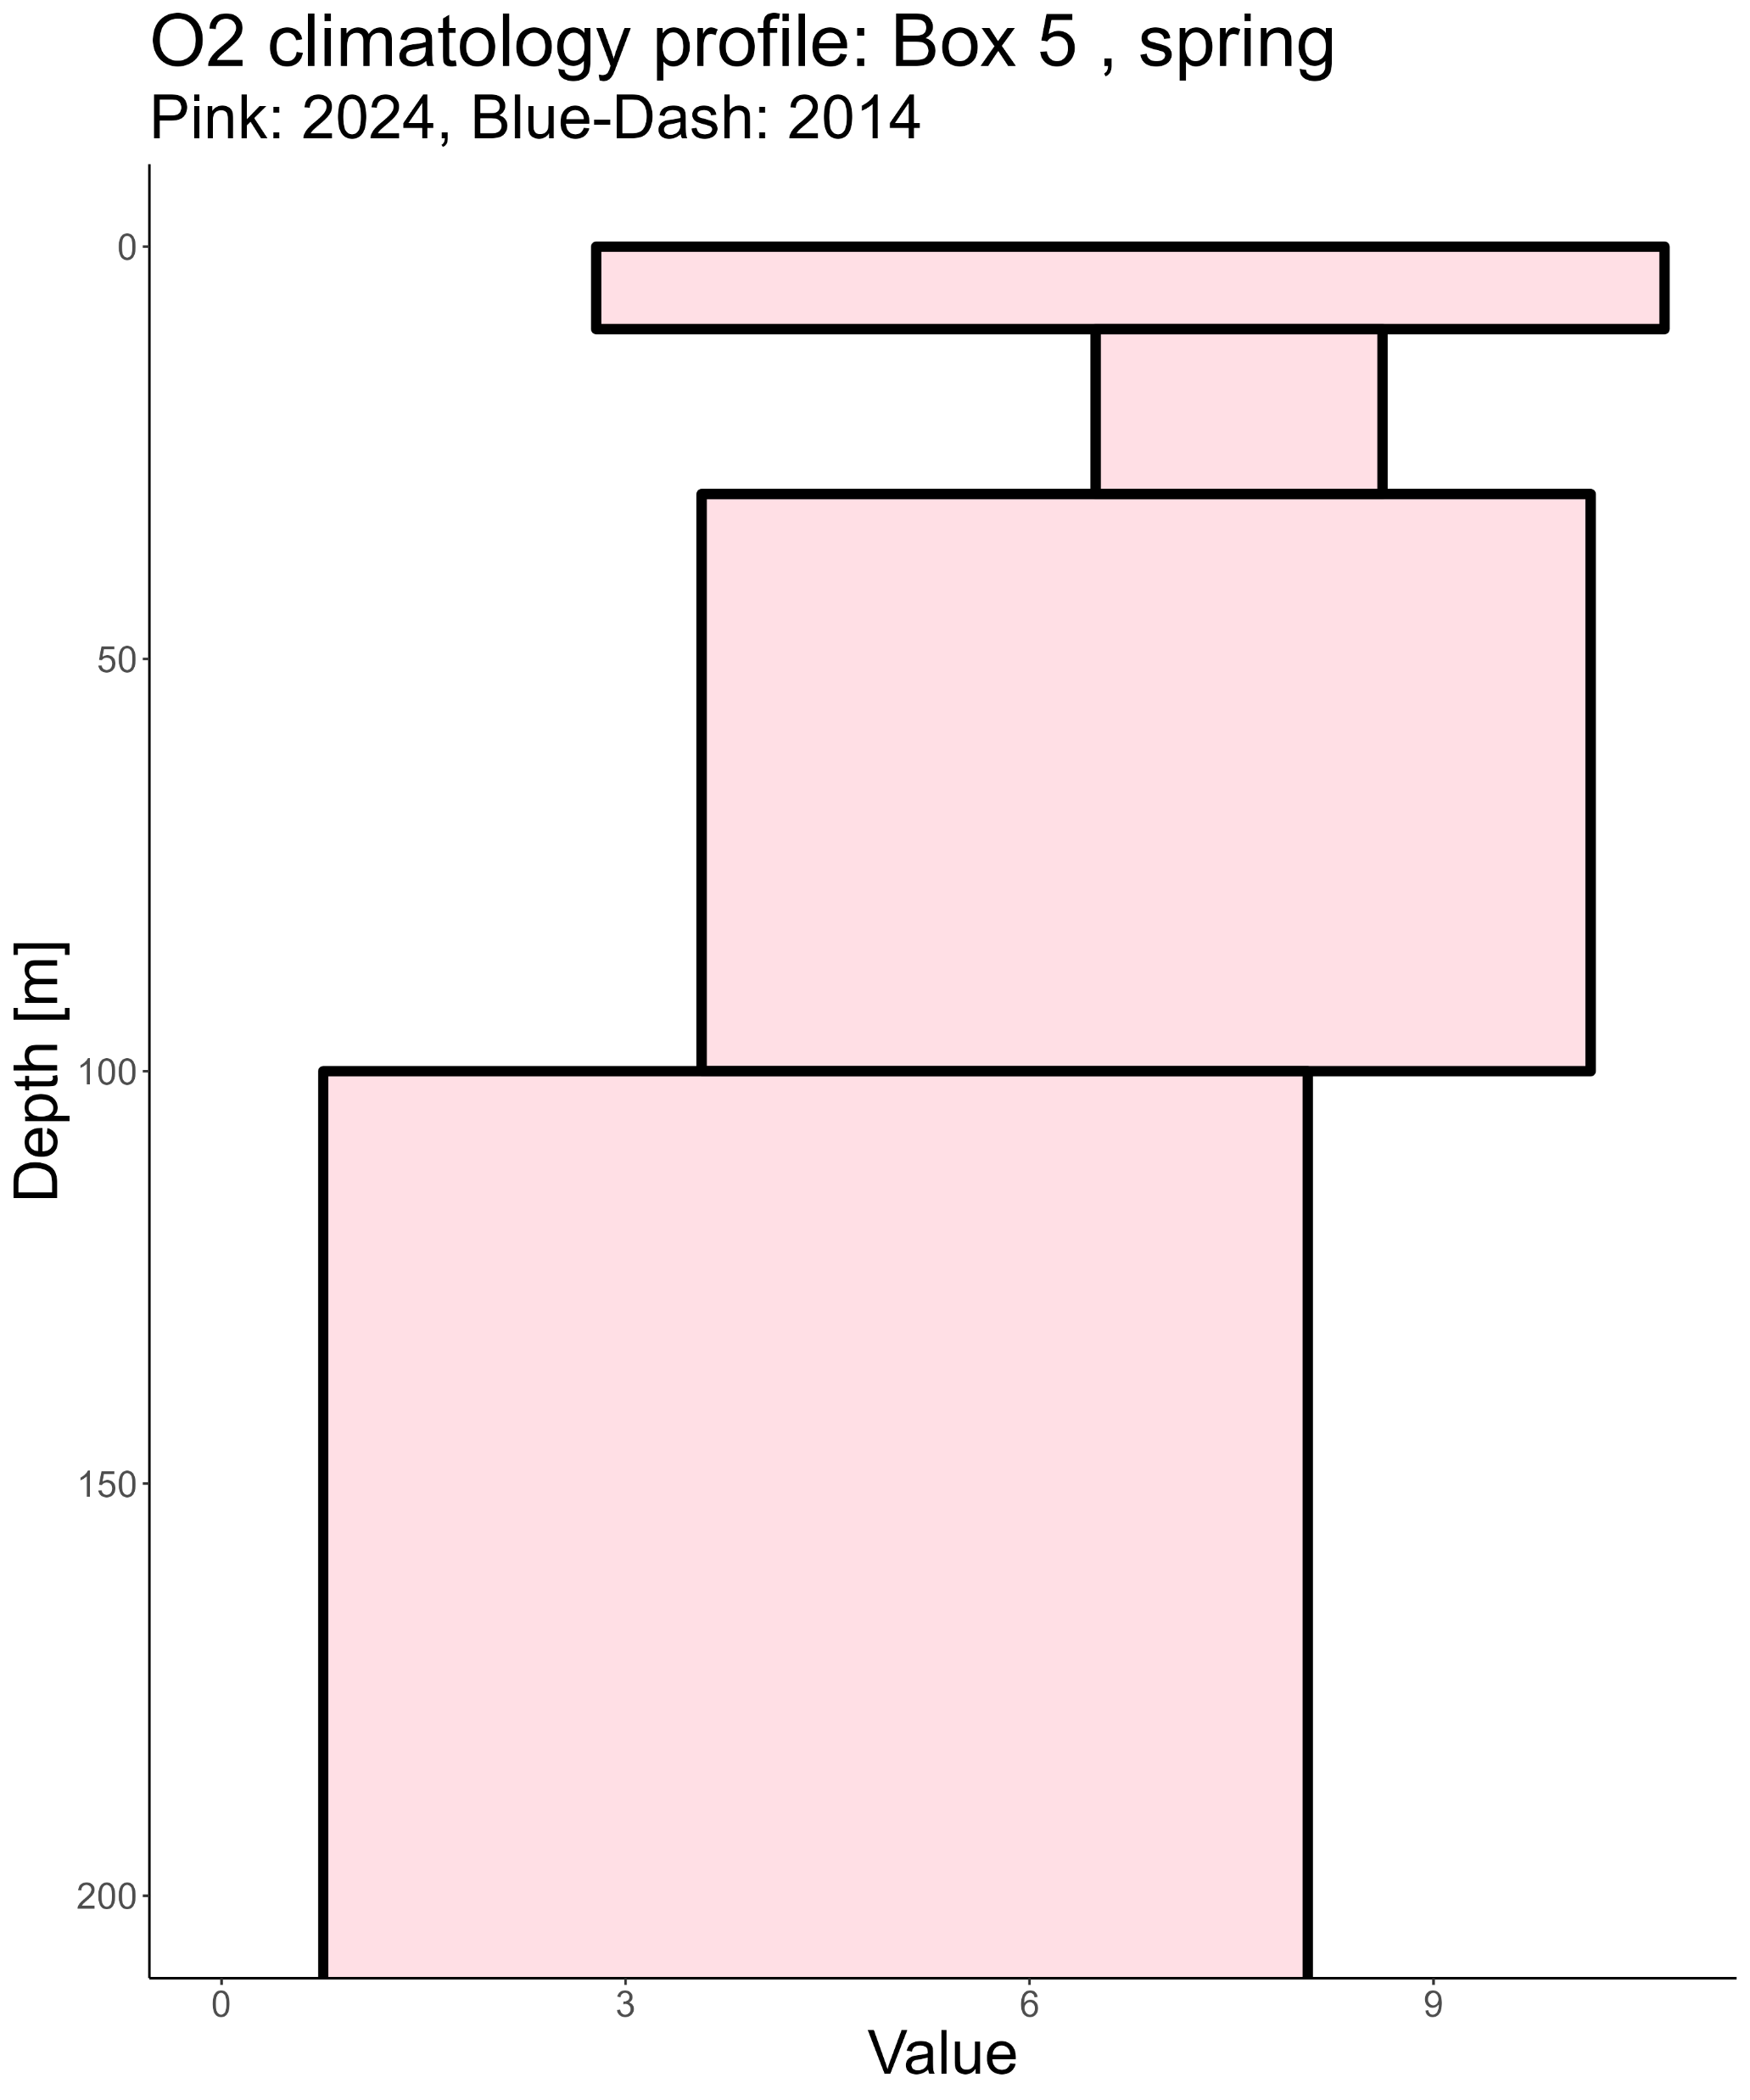 O2 climatology profile: Box 5 , spring
Pink: 2024, Blue-Dash: 2014
0
50
100
150
200
Depth [m]
0 3 6 9
Value